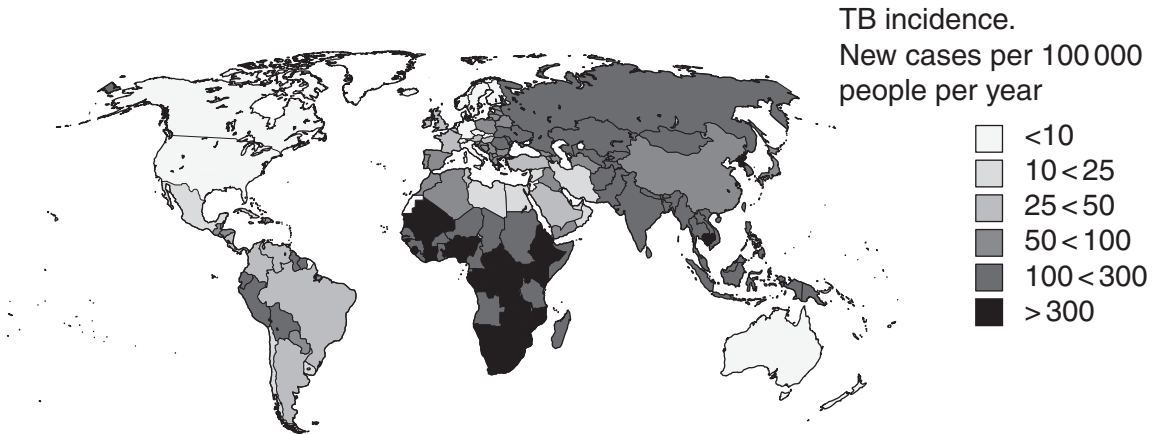 TB incidence.
New cases per 100 000
people per year
<10
10 < 25
25 < 50
50 < 100
100 < 300
> 300